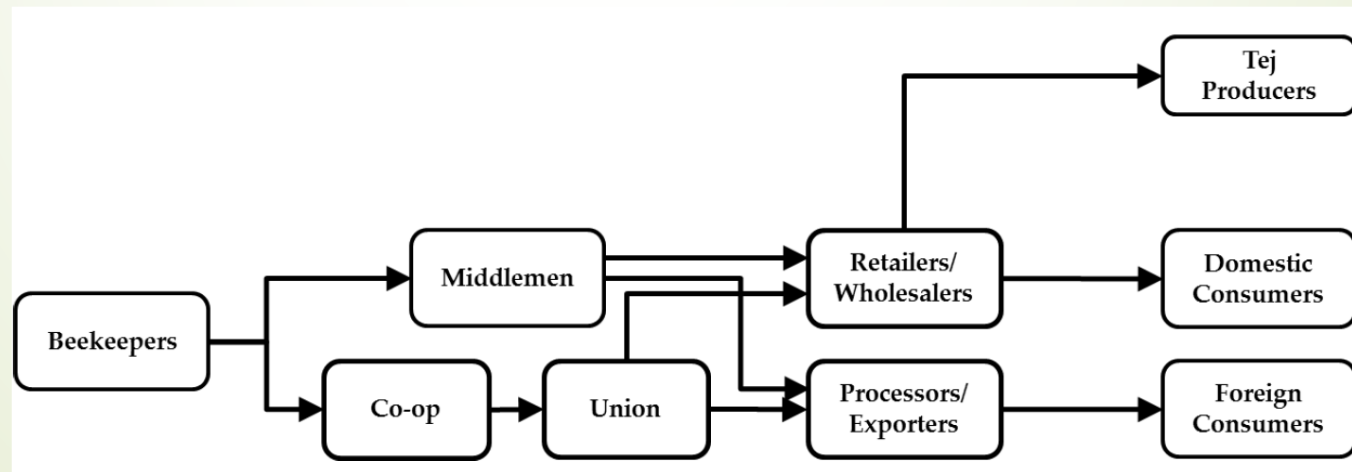 Tej
Producers
Middlemen
Retailers/
Wholesalers
Domestic
Consumers
Beekeepers
Co-op
Union
Processors/
Exporters
Foreign
Consumers